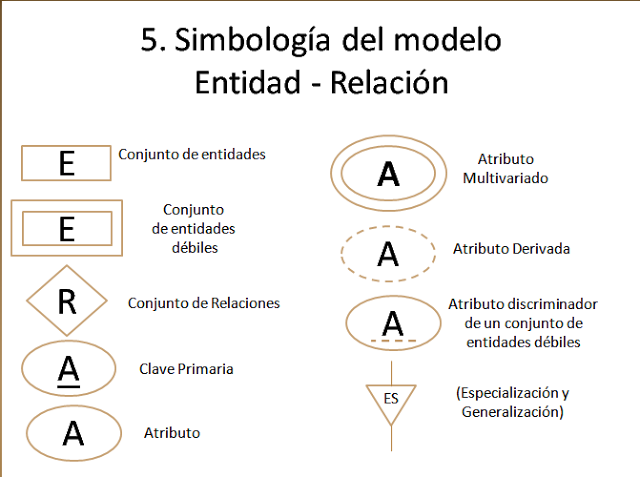 5. Simbología del modelo
Entidad - Relación
E
Conjunto de entidades
E
Conjunto
de entidades
débiles
R
Conjunto de Relaciones
A
Clave Primaria
A
Atributo
A
Atributo
Multivariado
A
Atributo Derivada
A
Atributo discriminador
de un conjunto de
entidades débiles
ES
(Especialización y
Generalización)